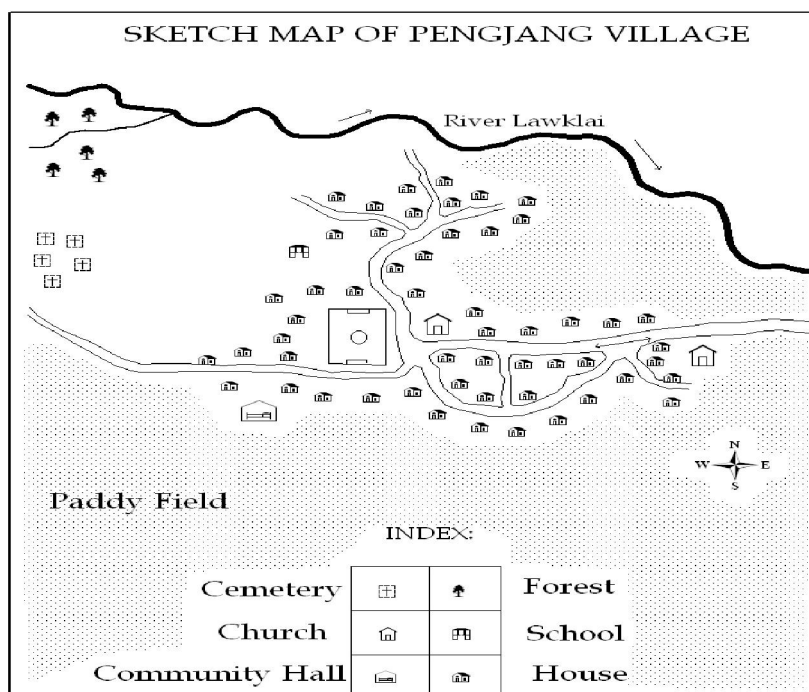 SKETCH MAP OF PENGJANG VILLAGE
River Lawklai
N
W E
S
Paddy Field
INDEX:
Cemetery Forest
Church School
Community Hall House